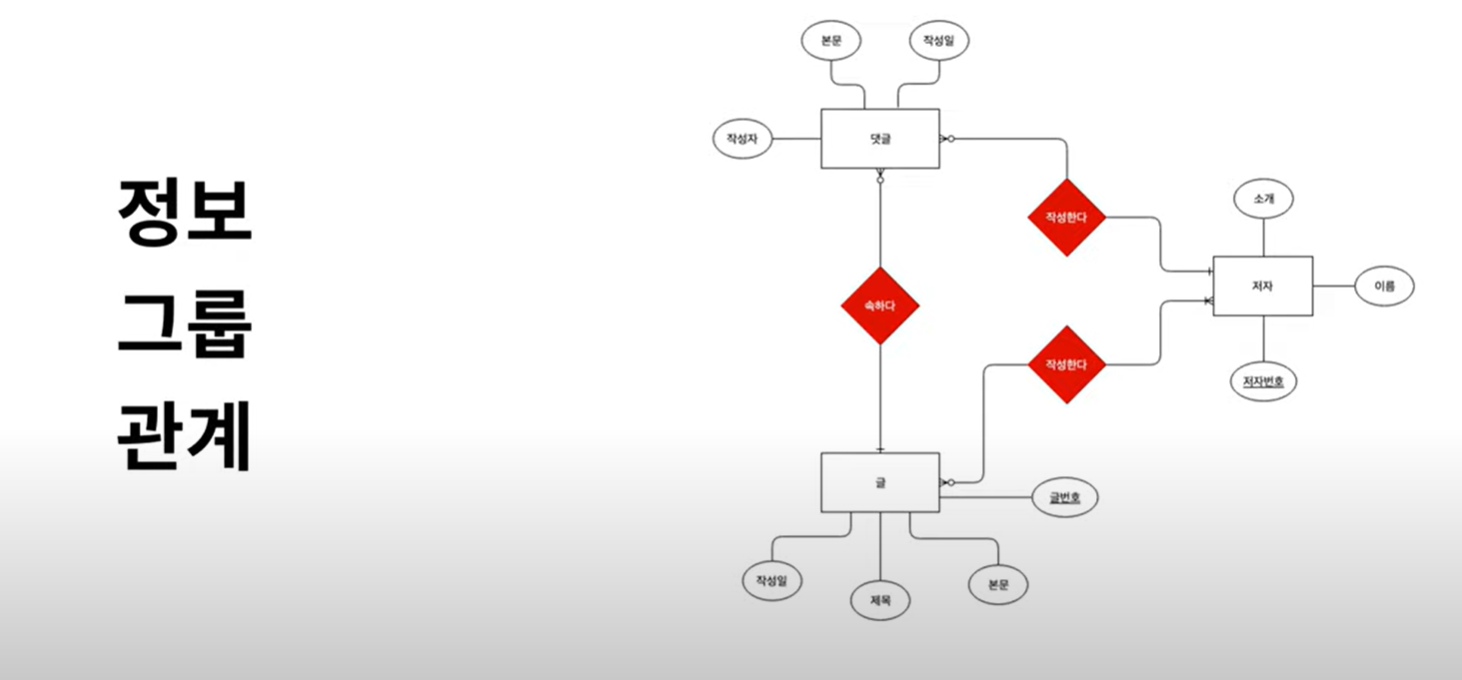 정보
그룹
관계
본문
작성일
작성자
댓글
작성한다
소개
저자
이름
속하다
작성한다
저자번호
글
글번호
작성일
제목
본문